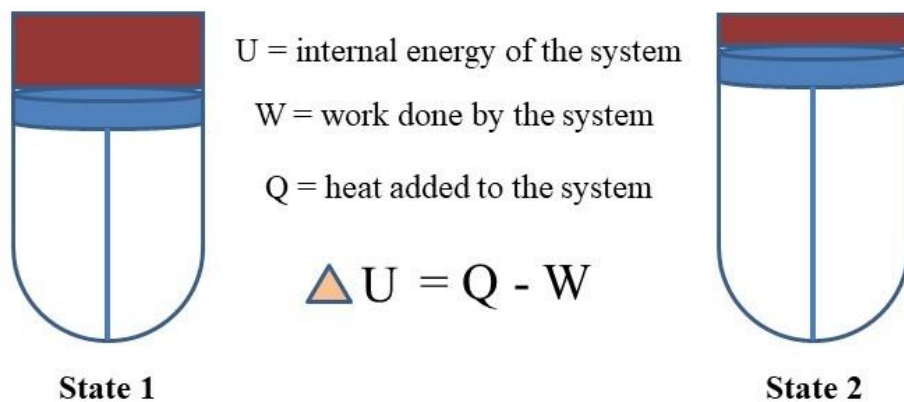 U = internal energy of the system
W = work done by the system
Q = heat added to the system
△ U = Q - W
State 1
State 2